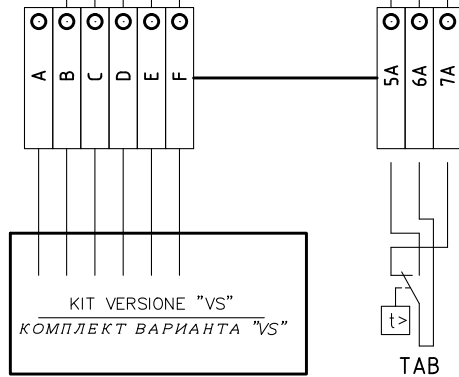 A B C D E F
5A 6A 7A
KIT VERSIONE "VS"
КОМПЛЕКТ ВАРИАНТА "VS"
t>
TAB